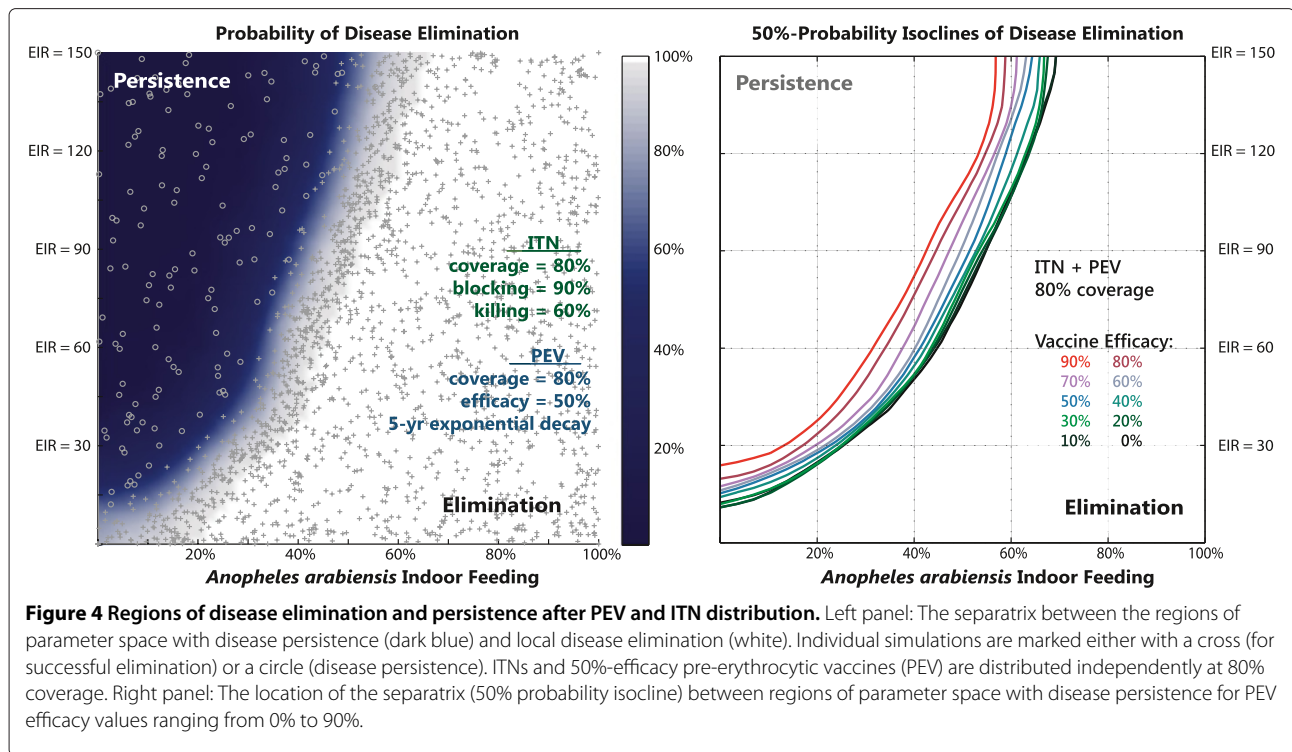 Probability of Disease Elimination
EIR = 150
EIR = 120
EIR = 90
EIR = 60
EIR = 30
Persistence
ITN
coverage = 80%
blocking = 90%
killing = 60%
PEV
coverage = 80%
efficacy = 50%
5-yr exponential decay
Elimination
20% 40% 60% 80% 100%
Anopheles arabiensis Indoor Feeding
100%
80%
60%
40%
20%
50%-Probability Isoclines of Disease Elimination
Persistence
EIR = 150
EIR = 120
EIR = 90
EIR = 60
EIR = 30
ITN + PEV
80% coverage
Vaccine Efficacy:
90% 80%
70% 60%
50% 40%
30% 20%
10% 0%
Elimination
20% 40% 60% 80% 100%
Anopheles arabiensis Indoor Feeding
Figure 4 Regions of disease elimination and persistence after PEV and ITN distribution. Left panel: The separatrix between the regions of
parameter space with disease persistence (dark blue) and local disease elimination (white). Individual simulations are marked either with a cross (for
successful elimination) or a circle (disease persistence). ITNs and 50%-efficacy pre-erythrocytic vaccines (PEV) are distributed independently at 80%
coverage. Right panel: The location of the separatrix (50% probability isocline) between regions of parameter space with disease persistence for PEV
efficacy values ranging from 0% to 90%.